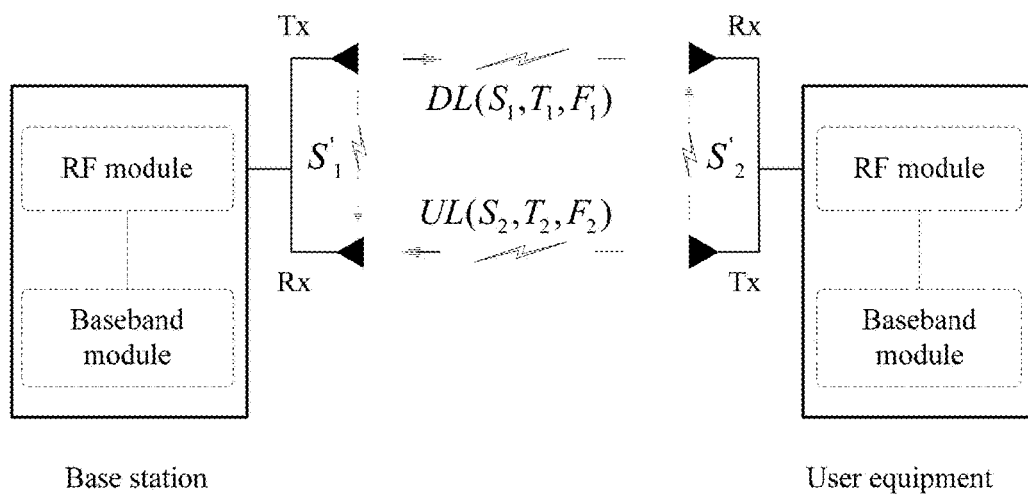 Tx
Rx
DL(S₁,T₁,F₁)
RF module
S'₁
S'₂
RF module
UL(S₂,T₂,F₂)
Rx
Tx
Baseband
module
Baseband
module
Base station
User equipment